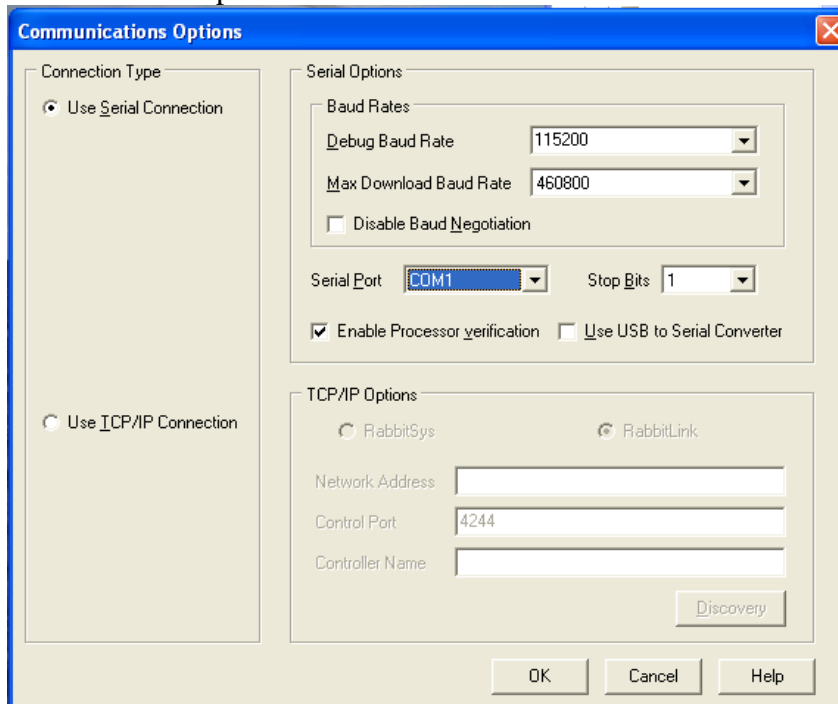 Communications Options
Connection Type
Use Serial Connection
Use TCP/IP Connection
Serial Options
Baud Rates
Debug Baud Rate 115200
Max Download Baud Rate 460800
Disable Baud Negotiation
Serial Port COM1 Stop Bits 1
Enable Processor verification Use USB to Serial Converter
TCP/IP Options
RabbitSys RabbitLink
Network Address
Control Port 4244
Controller Name
Discovery
OK Cancel Help